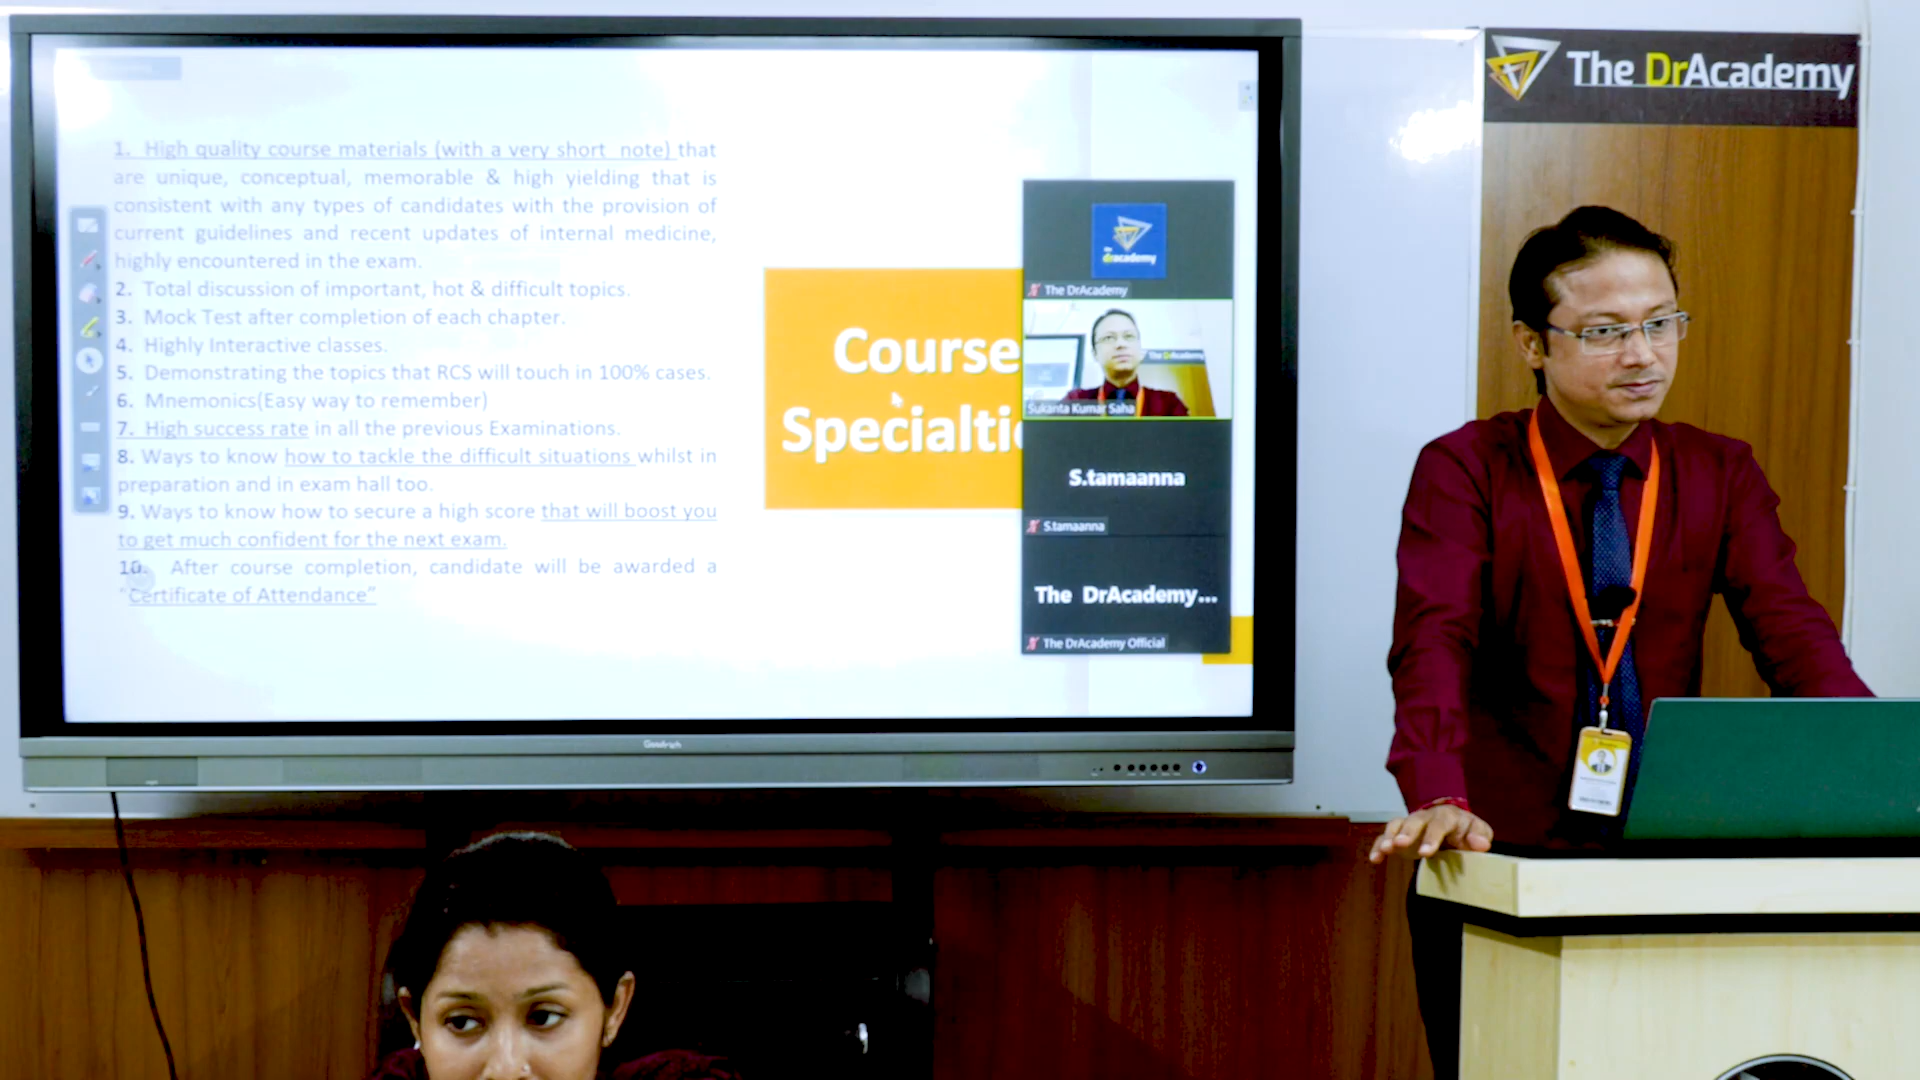 1. High quality course materials (with a very short note) that
are unique, conceptual, memorable & high yielding that is
consistent with any types of candidates with the provision of
current guidelines and recent updates of internal medicine,
highly encountered in the exam.
2. Total discussion of important, hot & difficult topics.
3. Mock Test after completion of each chapter.
4. Highly Interactive classes.
5. Demonstrating the topics that RCS will touch in 100% cases.
6. Mnemonics(Easy way to remember)
7. High success rate in all the previous Examinations.
8. Ways to know how to tackle the difficult situations whilst in
preparation and in exam hall too.
9. Ways to know how to secure a high score that will boost you
to get much confident for the next exam.
10. After course completion, candidate will be awarded a
"Certificate of Attendance"
Course
Specialti
the
dracademy
The DrAcademy
The DrAcademy
Sukanta Kumar Saha
S.tamaanna
S.tamaanna
The DrAcademy...
The DrAcademy Official
The DrAcademy